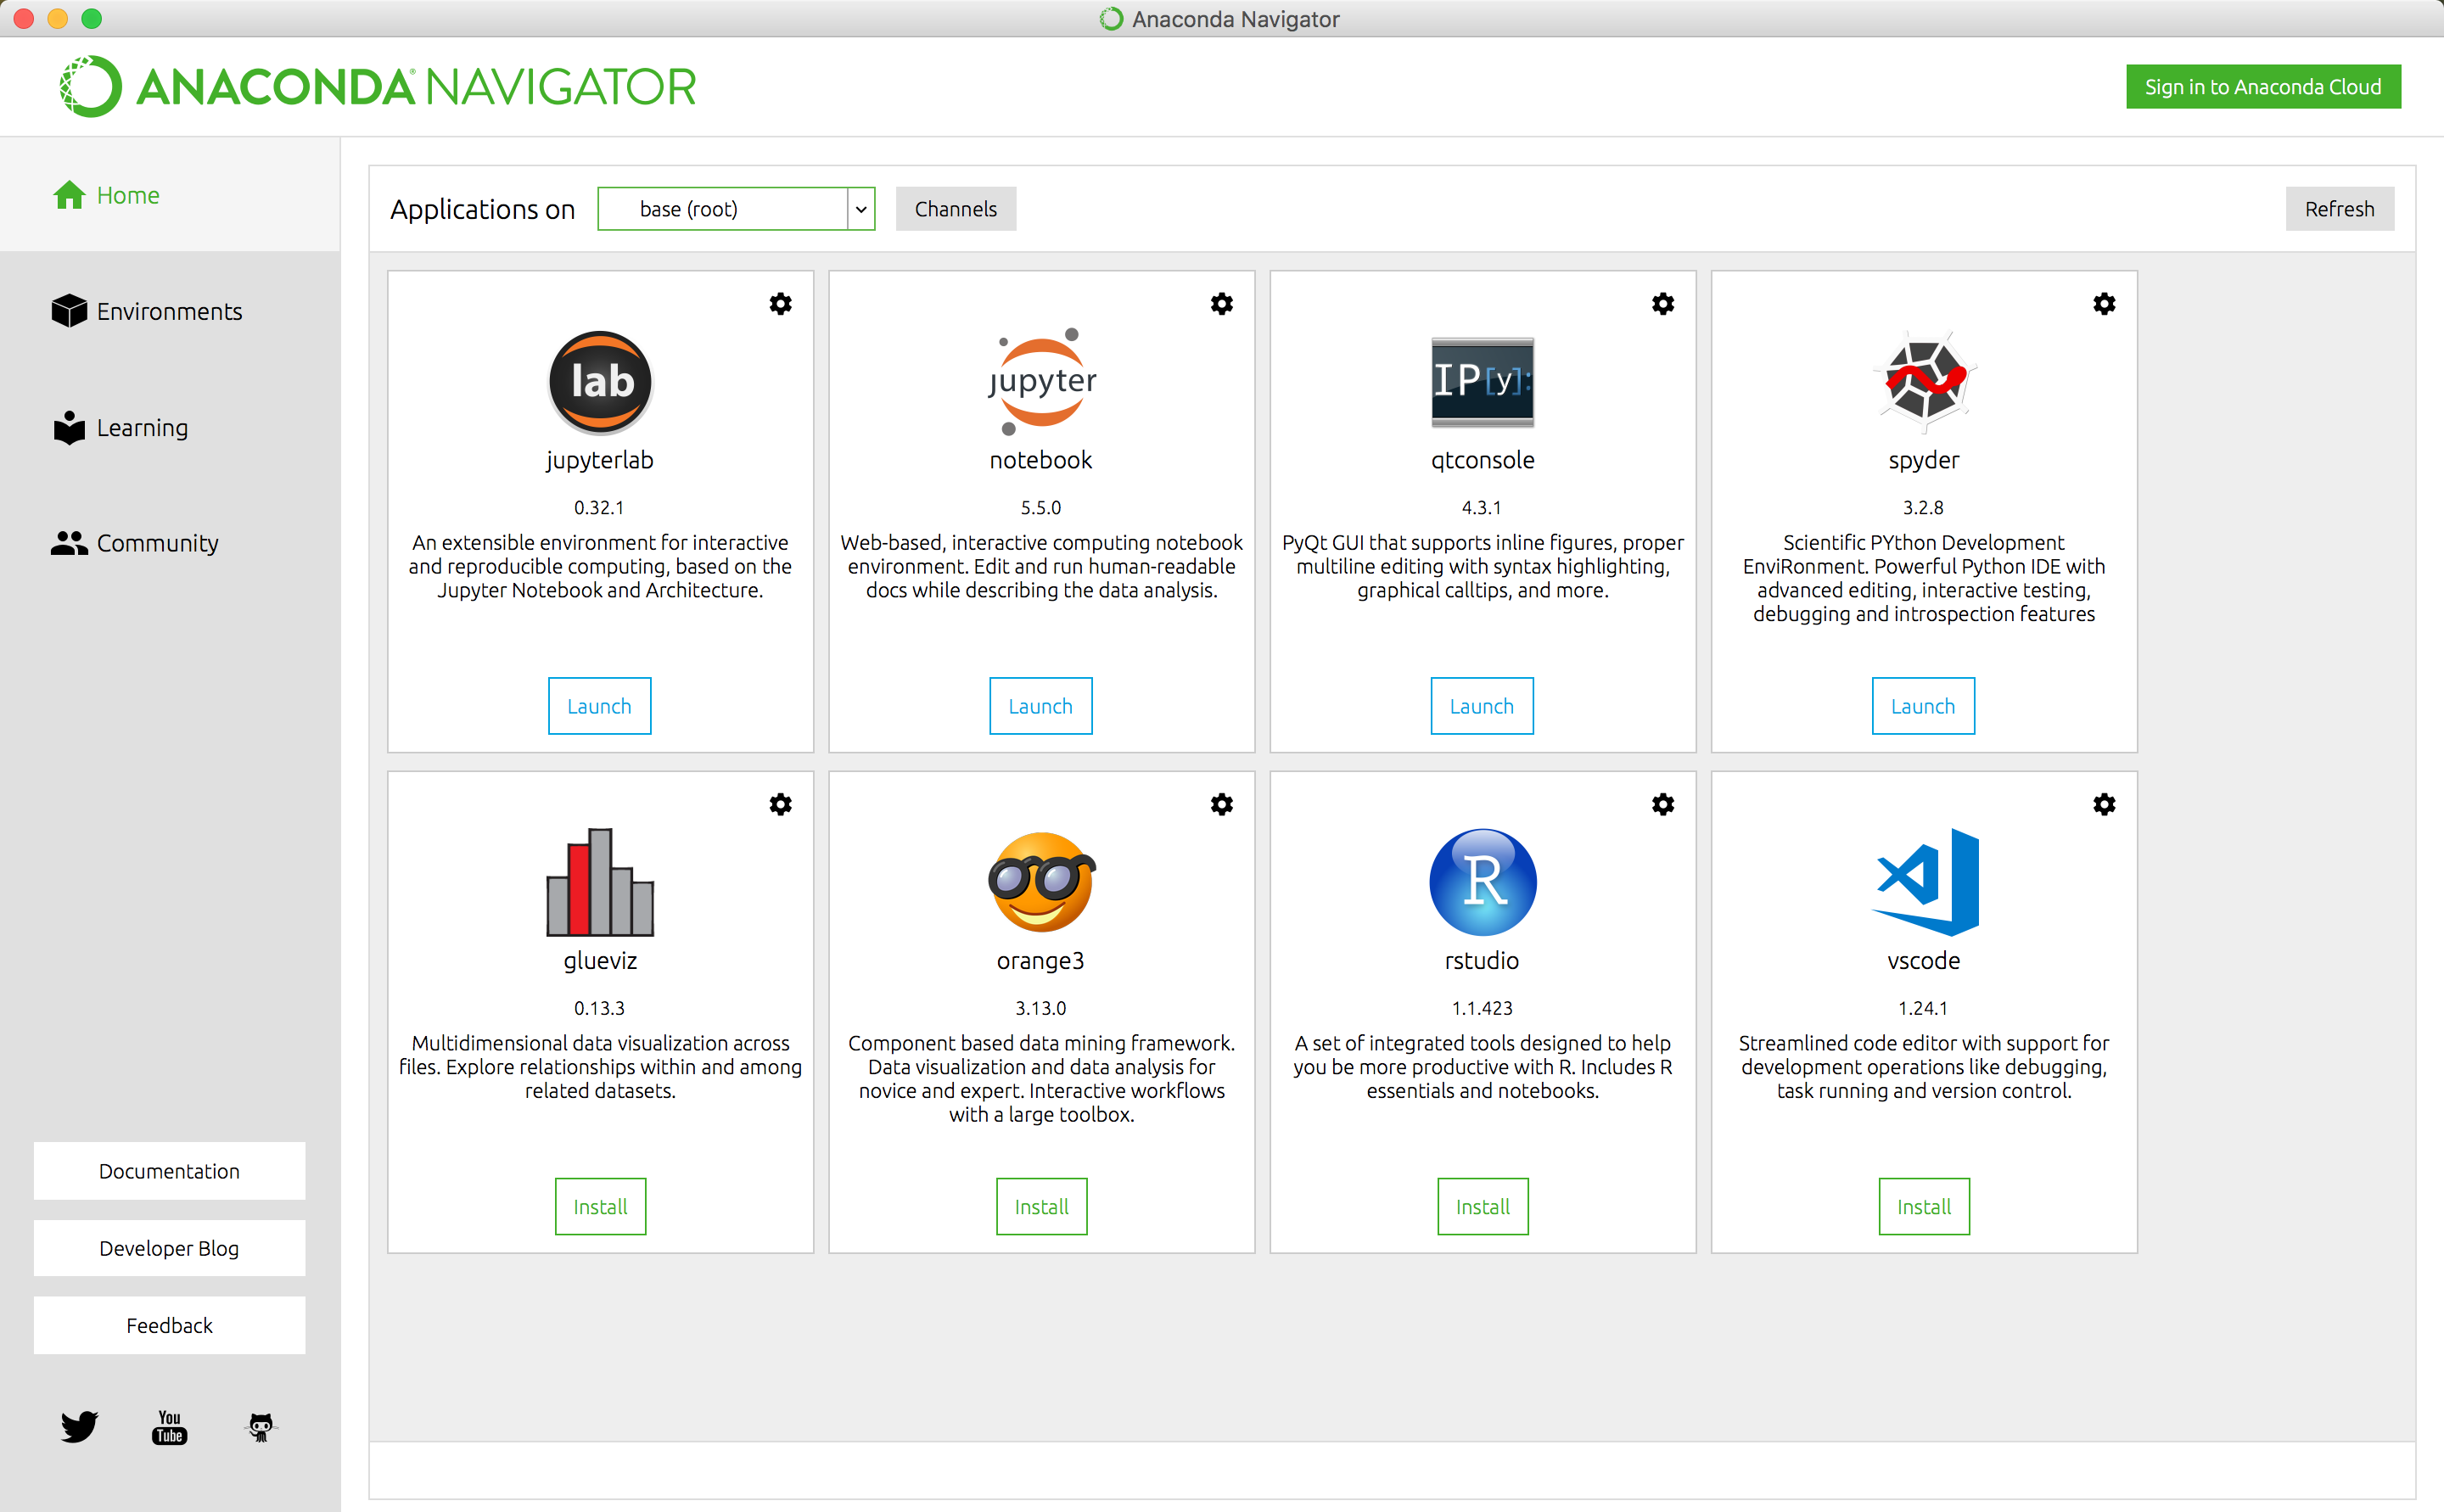 Anaconda Navigator
ANACONDA® NAVIGATOR
Sign in to Anaconda Cloud
Home
Environments
Learning
Community
Documentation
Developer Blog
Feedback
You
Tube
Applications on
base (root)
Channels
Refresh
lab
jupyterlab
0.32.1
An extensible environment for interactive
and reproducible computing, based on the
Jupyter Notebook and Architecture.
Launch
jupyter
notebook
5.5.0
Web-based, interactive computing notebook
environment. Edit and run human-readable
docs while describing the data analysis.
Launch
IP[y]:
qtconsole
4.3.1
PyQt GUI that supports inline figures, proper
multiline editing with syntax highlighting,
graphical calltips, and more.
Launch
spyder
3.2.8
Scientific PYthon Development
EnviRonment. Powerful Python IDE with
advanced editing, interactive testing,
debugging and introspection features
Launch
glueviz
0.13.3
Multidimensional data visualization across
files. Explore relationships within and among
related datasets.
Install
orange3
3.13.0
Component based data mining framework.
Data visualization and data analysis for
novice and expert. Interactive workflows
with a large toolbox.
Install
R
rstudio
1.1.423
A set of integrated tools designed to help
you be more productive with R. Includes R
essentials and notebooks.
Install
vscode
1.24.1
Streamlined code editor with support for
development operations like debugging,
task running and version control.
Install